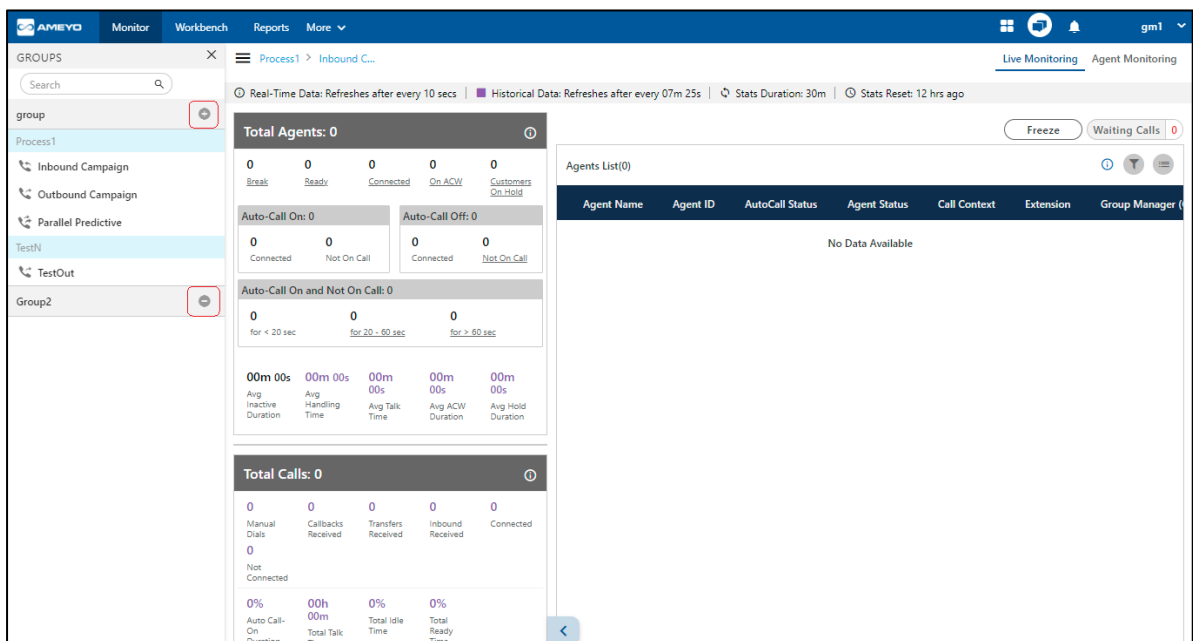 AMEYO Monitor Workbench Reports More gm1
GROUPS
Search
group
Process1
Inbound Campaign
Outbound Campaign
Parallel Predictive
TestN
TestOut
Group2
Process1 > Inbound C...
Live Monitoring Agent Monitoring
Real-Time Data: Refreshes after every 10 secs | Historical Data: Refreshes after every 07m 25s | Stats Duration: 30m | Stats Reset: 12 hrs ago
Total Agents: 0
0 0 0 0 0
Break Ready Connected On ACW Customers
On Hold
Auto-Call On: 0 Auto-Call Off: 0
0 0 0 0
Connected Not On Call Connected Not On Call
Auto-Call On and Not On Call: 0
0 0 0
for < 20 sec for 20 - 60 sec for > 60 sec
00m 00s 00m 00s 00m 00m 00m
00s 00s 00s
Avg Avg Avg Talk Avg ACW Avg Hold
Inactive Handling Time Duration Duration
Duration Time
Total Calls: 0
0 0 0 0 0
Manual Callbacks Transfers Inbound Connected
Dials Received Received Received
0
Not
Connected
0% 00h 0% 0%
00m
Auto Call- Total Idle Total
On Total Talk Time Ready
Duration Time Time
Freeze Waiting Calls 0
Agents List(0)
Agent Name Agent ID AutoCall Status Agent Status Call Context Extension Group Manager (
No Data Available